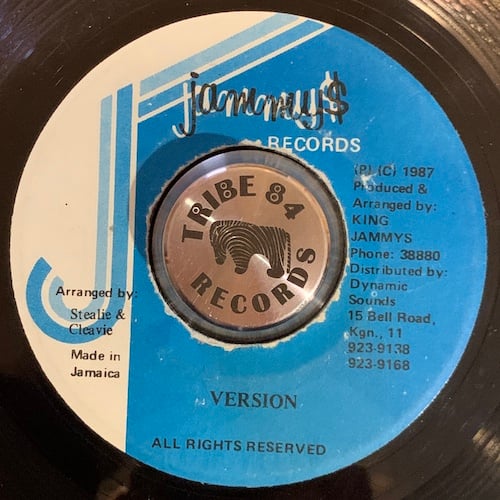 jammy$
RECORDS
(P) (C) 1987
Produced &
Arranged by:
KING
JAMMYS
Phone: 38880
Distributed by:
Dynamic
Sounds
15 Bell Road,
Kgn., 11
923-9138
923-9168
TRIBE 84
RECORDS
Arranged by:
Stealie &
Cleavie
Made in
Jamaica
VERSION
ALL RIGHTS RESERVED